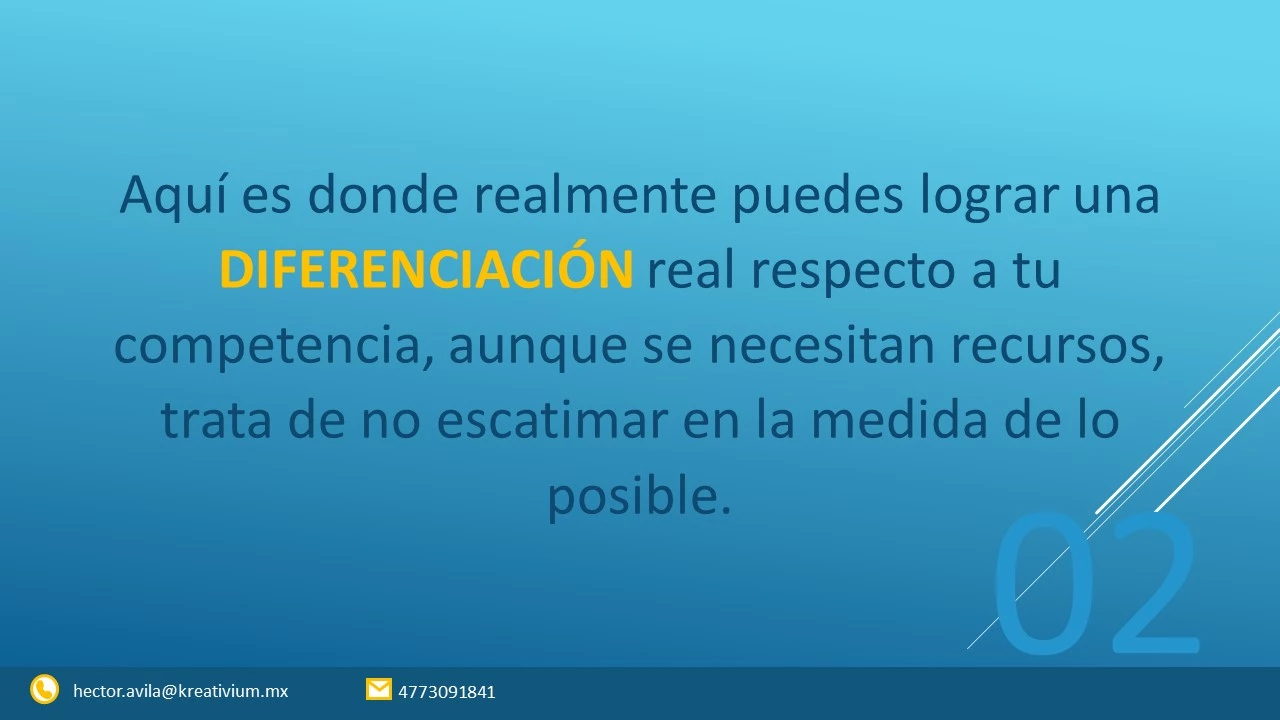 Aquí es donde realmente puedes lograr una
DIFERENCIACIÓN real respecto a tu
competencia, aunque se necesitan recursos,
trata de no escatimar en la medida de lo
posible.
02
hector.avila@kreativium.mx
4773091841